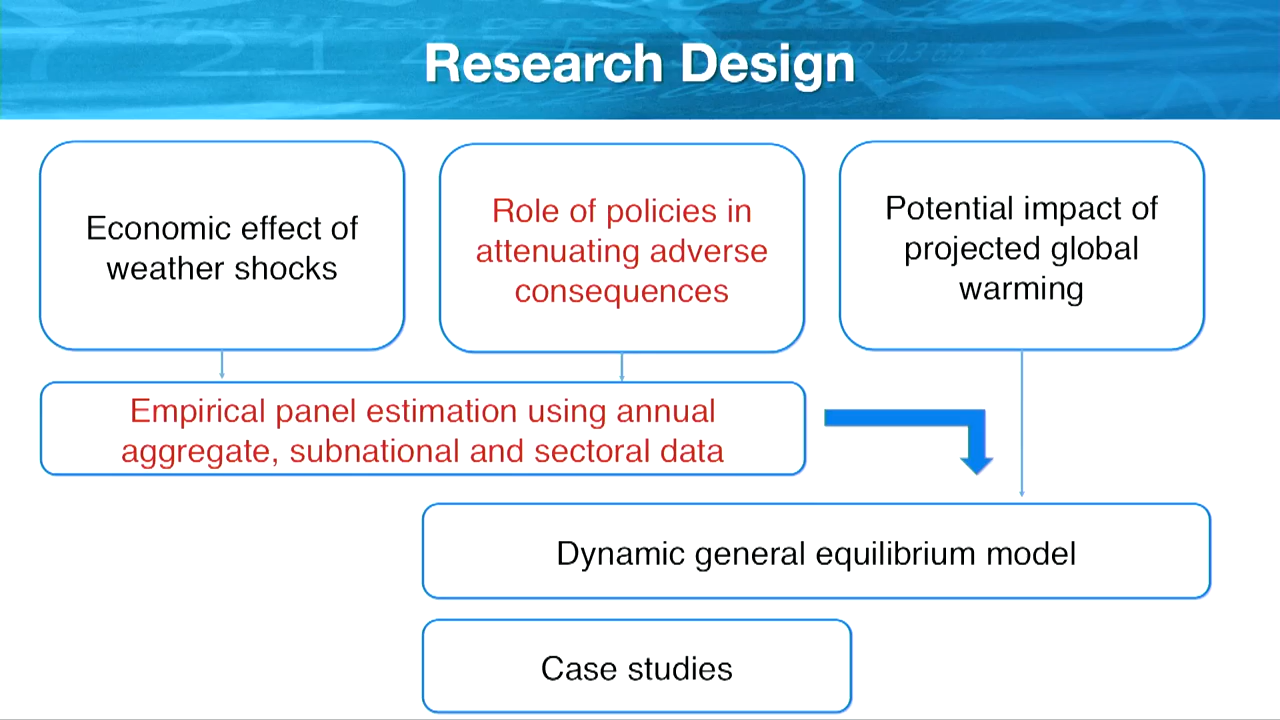 Research Design
Economic effect of
weather shocks
Role of policies in
attenuating adverse
consequences
Potential impact of
projected global
warming
Empirical panel estimation using annual
aggregate, subnational and sectoral data
Dynamic general equilibrium model
Case studies